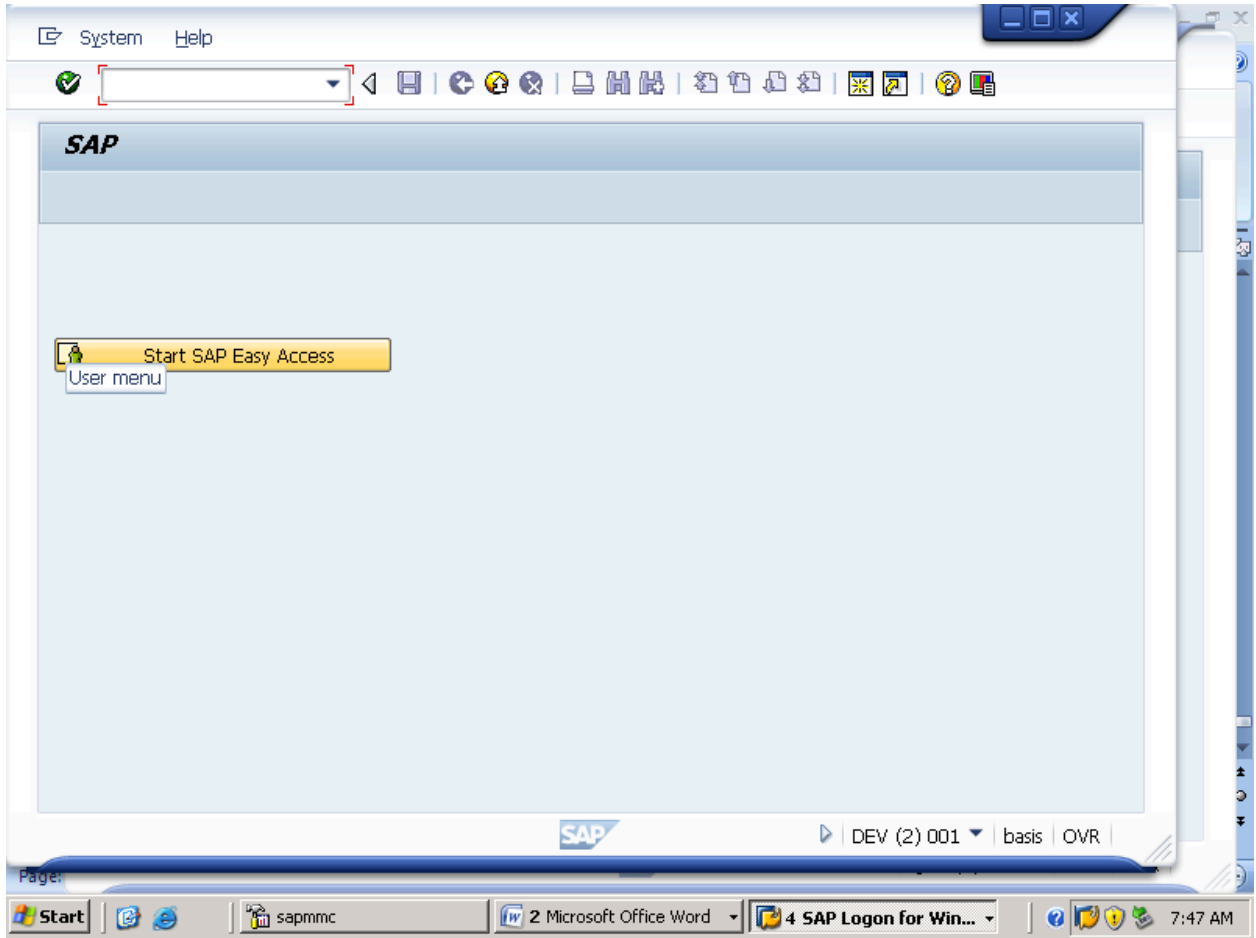 System Help
SAP
Start SAP Easy Access
User menu
SAP
DEV (2) 001 basis OVR
Page:
Start sapmmc 2 Microsoft Office Word 4 SAP Logon for Win... 7:47 AM